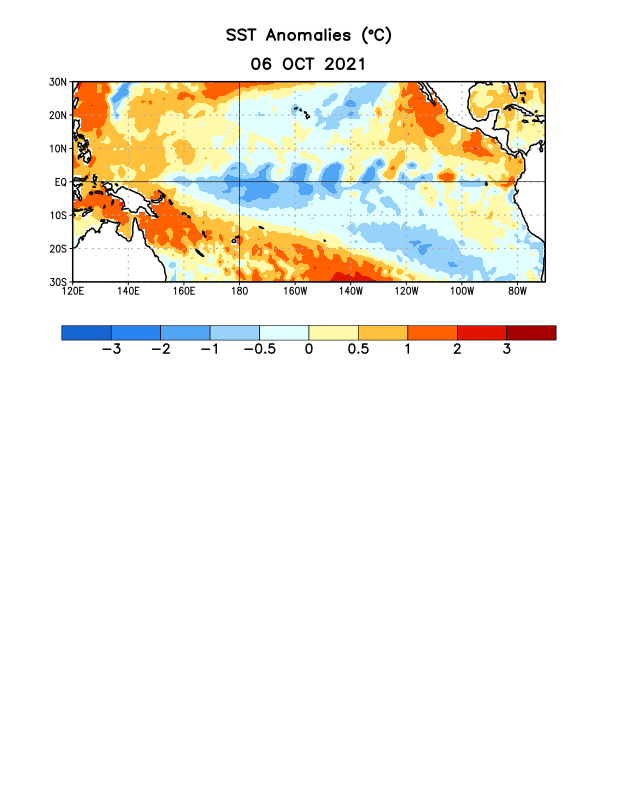 SST Anomalies (°C)
06 OCT 2021
30N
20N
10N
EQ
10S
20S
30S
120E 140E 160E 180 160W 140W 120W 100W 80W
−3 −2 −1 −0.5 0 0.5 1 2 3